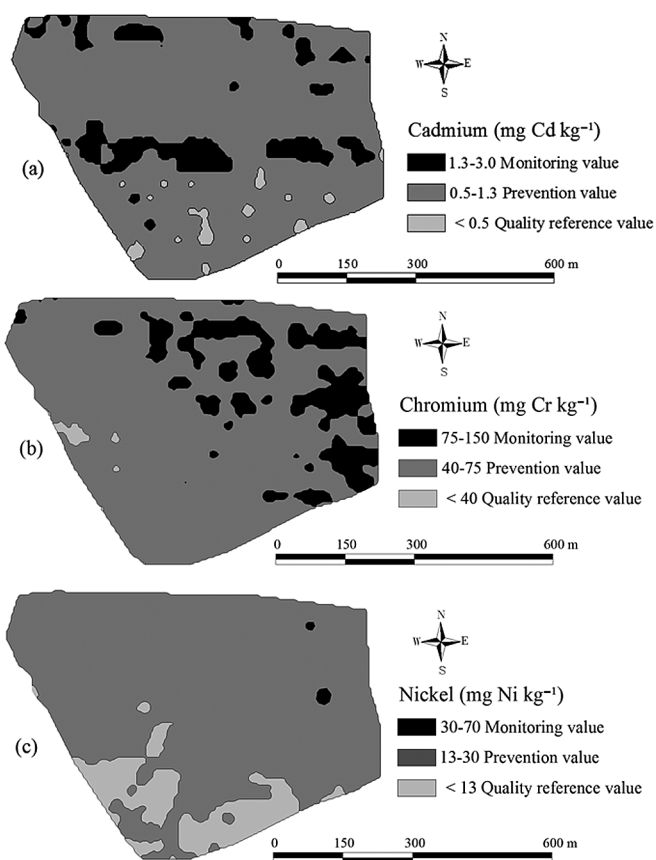 N
W E
S
Cadmium (mg Cd kg⁻¹)
1.3-3.0 Monitoring value
0.5-1.3 Prevention value
< 0.5 Quality reference value
(a)
0 150 300 600 m
N
W E
S
Chromium (mg Cr kg⁻¹)
75-150 Monitoring value
40-75 Prevention value
< 40 Quality reference value
(b)
0 150 300 600 m
N
W E
S
Nickel (mg Ni kg⁻¹)
30-70 Monitoring value
13-30 Prevention value
< 13 Quality reference value
(c)
0 150 300 600 m